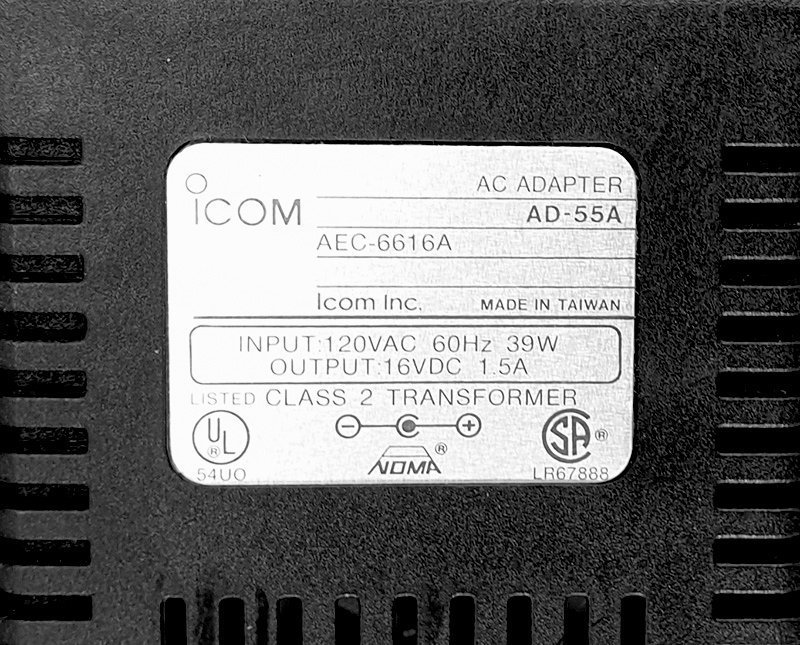 ICOM
AC ADAPTER
AD-55A
AEC-6616A
Icom Inc. MADE IN TAIWAN
INPUT:120VAC 60Hz 39W
OUTPUT:16VDC 1.5A
LISTED CLASS 2 TRANSFORMER
UL ® − + SA ®
NOMA ®
54U0 LR67888